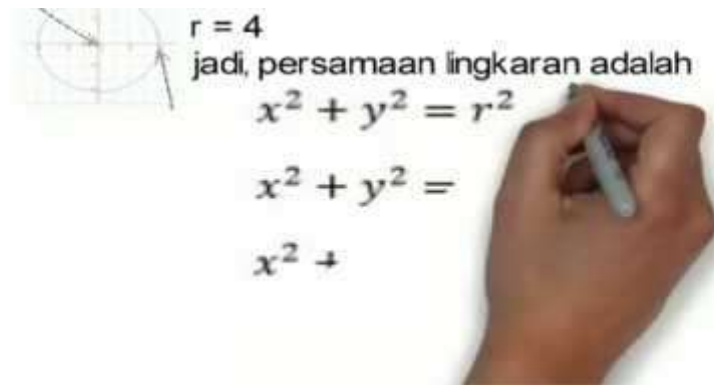 r = 4
jadi, persamaan lingkaran adalah
x² + y² = r²
x² + y² =
x² +